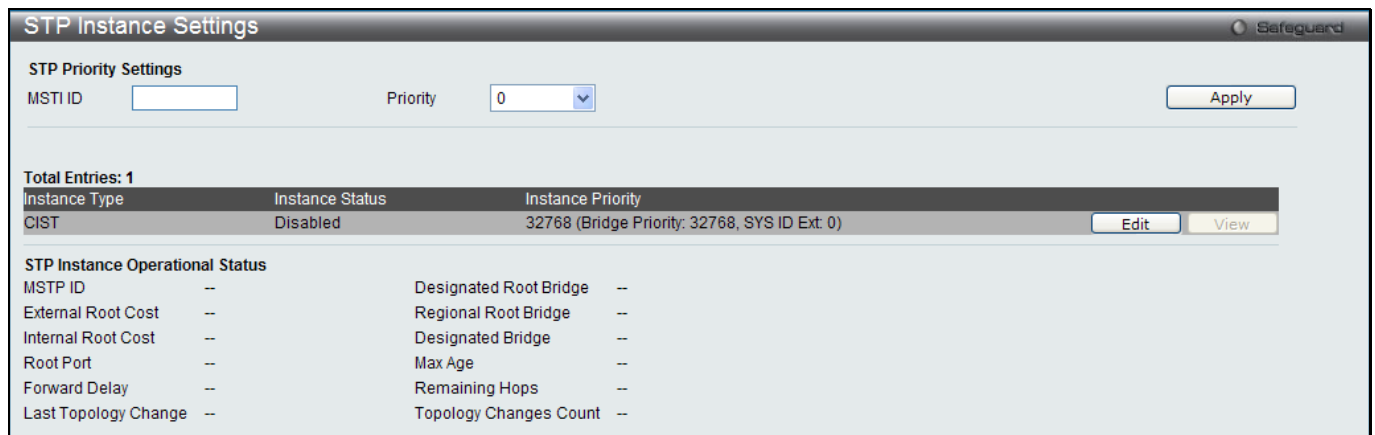 STP Instance Settings
Safeguard
STP Priority Settings
MSTI ID Priority 0 Apply
Total Entries: 1
Instance Type Instance Status Instance Priority
CIST Disabled 32768 (Bridge Priority: 32768, SYS ID Ext: 0) Edit View
STP Instance Operational Status
MSTP ID -- Designated Root Bridge --
External Root Cost -- Regional Root Bridge --
Internal Root Cost -- Designated Bridge --
Root Port -- Max Age --
Forward Delay -- Remaining Hops --
Last Topology Change -- Topology Changes Count --